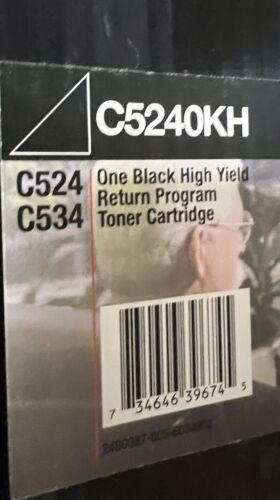 C5240KH
C524
C534
One Black High Yield
Return Program
Toner Cartridge
7 34646 39674 5